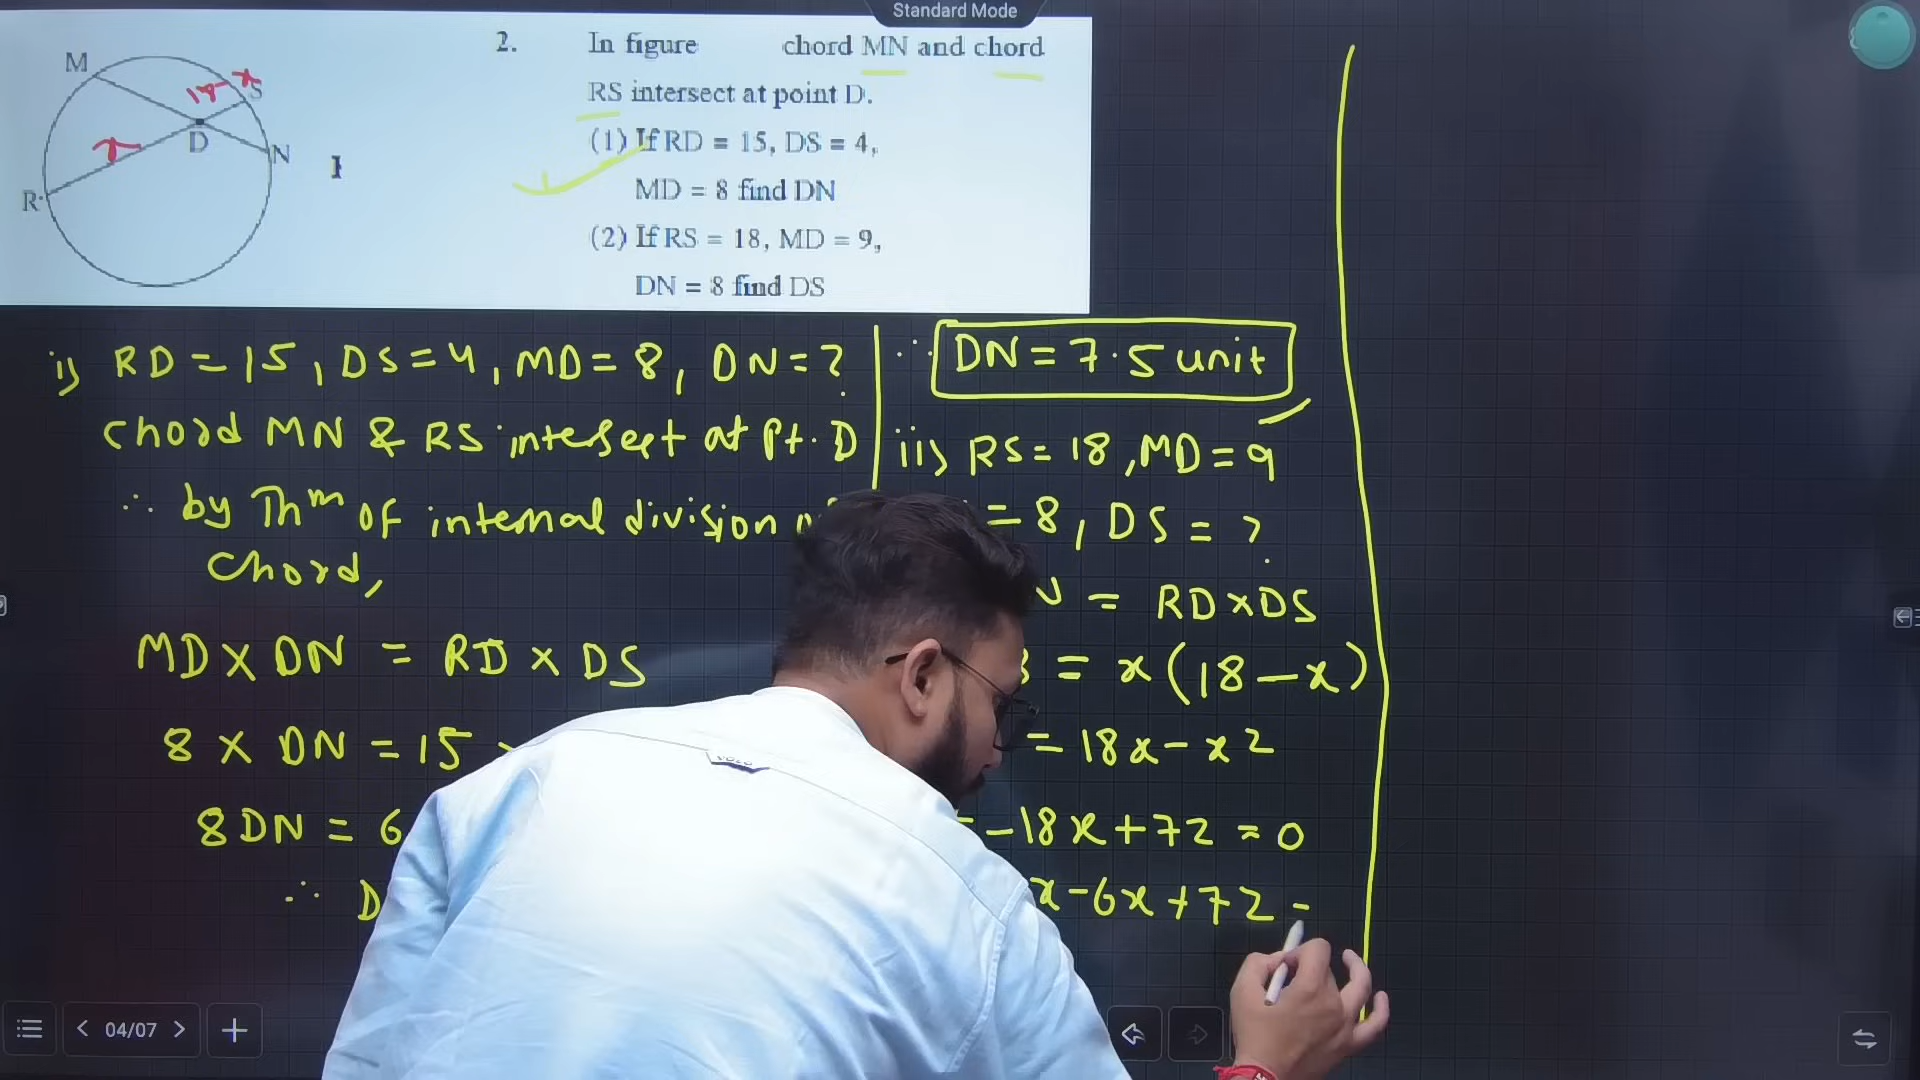 Standard Mode
2. In figure chord MN and chord
RS intersect at point D.
(1) If RD = 15, DS = 4,
MD = 8 find DN
(2) If RS = 18, MD = 9,
DN = 8 find DS
M
18-x
S
x
D
N
R
i) RD = 15, DS = 4, MD = 8, DN = ?
chord MN & RS intersept at Pt. D
∴ by Thm of internal division
Chord,
MD × DN = RD × DS
8 × DN = 15
8DN = 6
∴ D
∴ DN = 7.5 unit
ii) RS = 18, MD = 9
= 8, DS = ?
= RD × DS
= x(18-x)
= 18x - x2
-18x + 72 = 0
x - 6x + 72 =
04/07